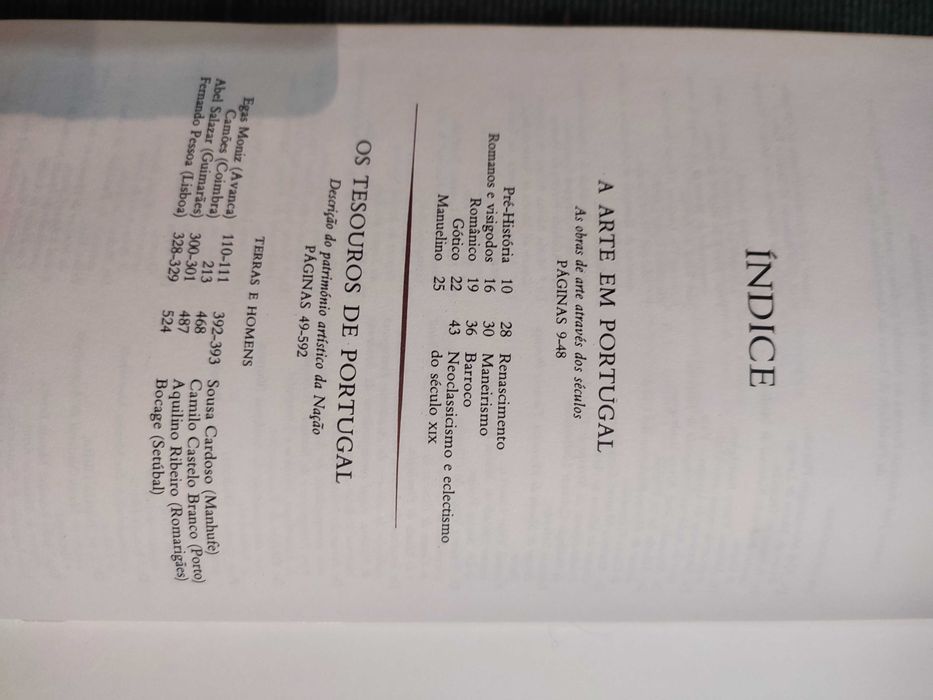 ÍNDICE
A ARTE EM PORTUGAL
As obras de arte através dos séculos
PÁGINAS 9-48
Pré-História 10
Romanos e visigodos 16
Românico 19
Gótico 22
Manuelino 25
28 Renascimento
30 Maneirismo
36 Barroco
43 Neoclassicismo e eclectismo
do século XIX
OS TESOUROS DE PORTUGAL
Descrição do património artístico da Nação
PÁGINAS 49-592
TERRAS E HOMENS
Egas Moniz (Avanca) 110-111
Camões (Coimbra) 213
Abel Salazar (Guimarães) 300-301
Fernando Pessoa (Lisboa) 328-329
392-393 Sousa Cardoso (Manhufe)
468 Camilo Castelo Branco (Porto)
487 Aquilino Ribeiro (Romarigães)
524 Bocage (Setúbal)